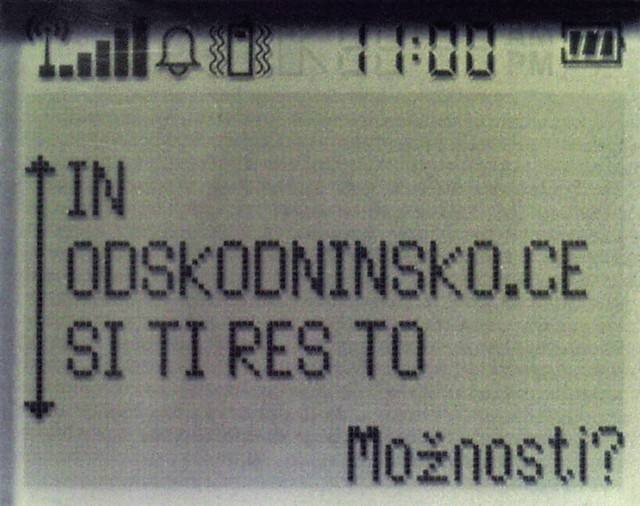 11:00
IN
ODSKODNINSKO.CE
SI TI RES TO
Možnosti?